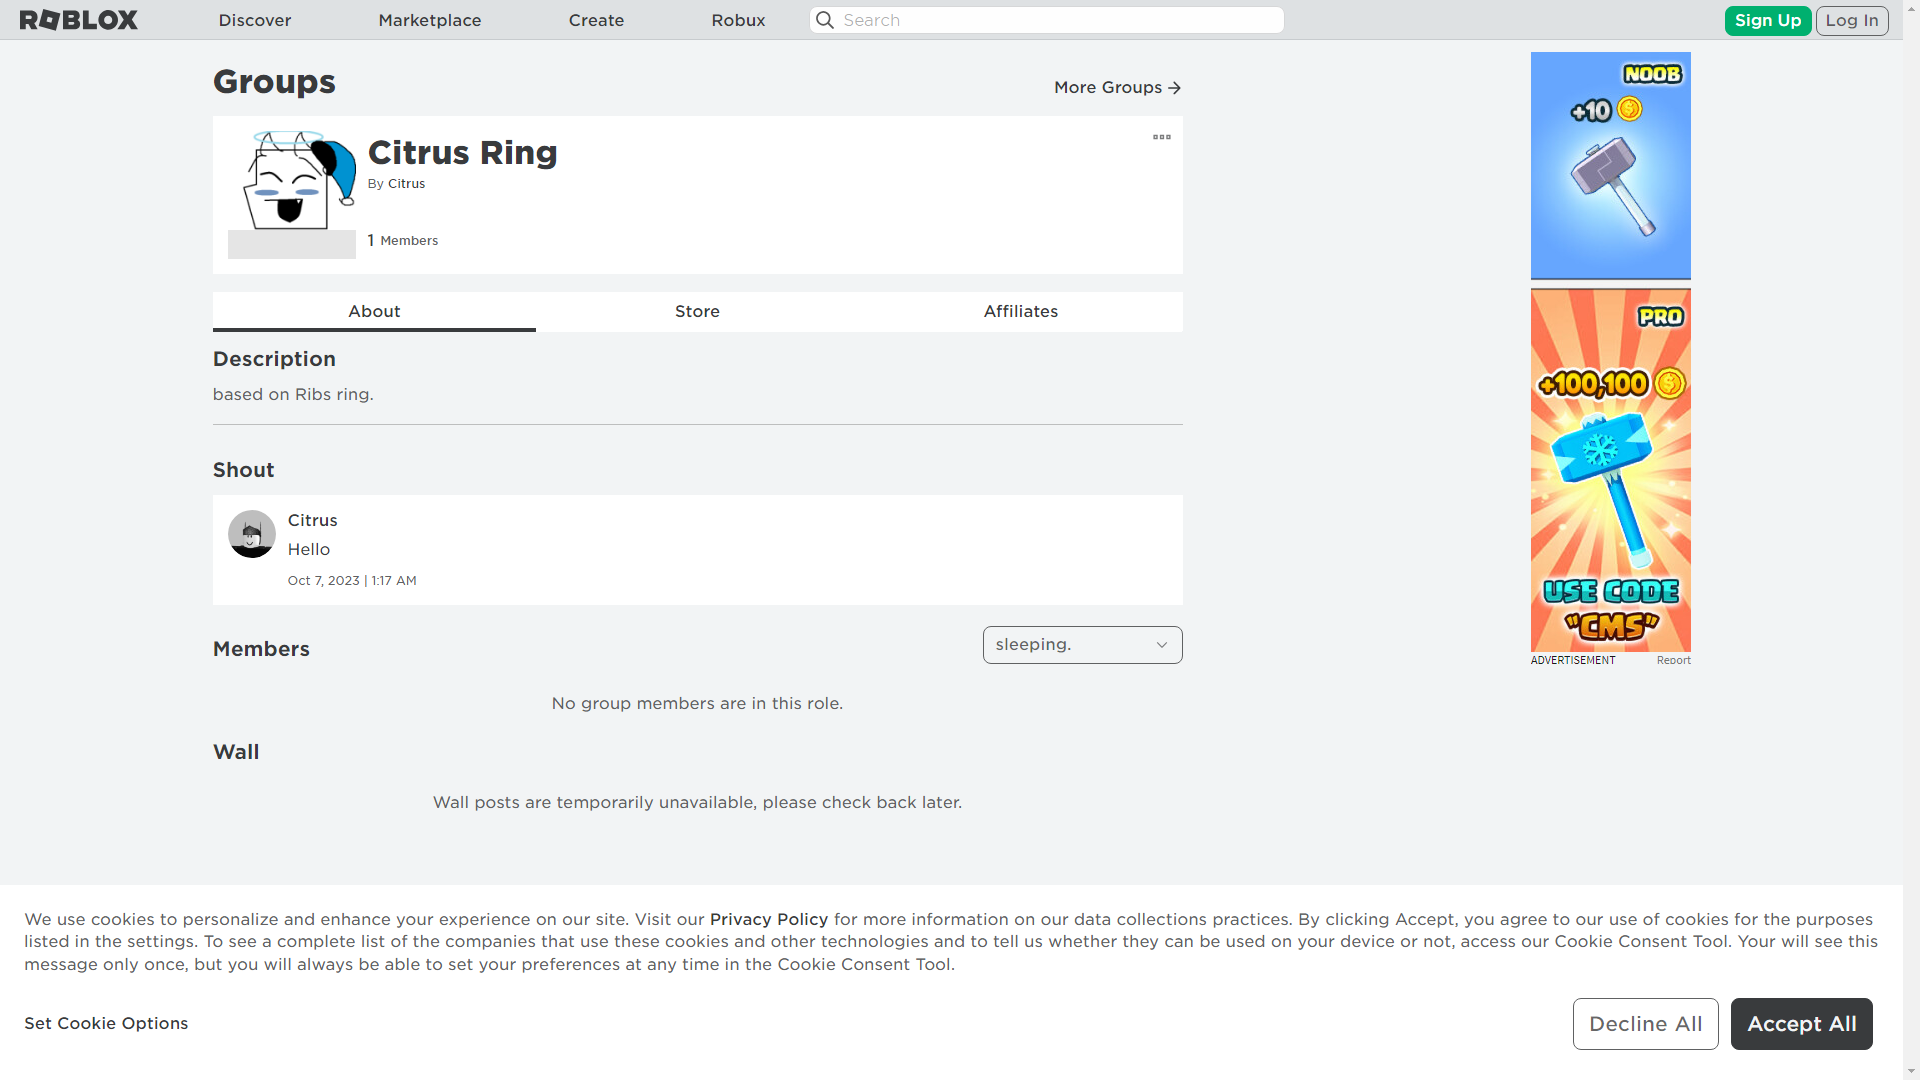 ROBLOX
Discover
Marketplace
Create
Robux
Search
Sign Up
Log In
Groups
More Groups
Citrus Ring
By Citrus
1 Members
About
Store
Affiliates
Description
based on Ribs ring.
Shout
Citrus
Hello
Oct 7, 2023 | 1:17 AM
Members
sleeping.
No group members are in this role.
Wall
Wall posts are temporarily unavailable, please check back later.
NOOB
+10
PRO
+100,100
USE CODE
"CMS"
ADVERTISEMENT
Report
We use cookies to personalize and enhance your experience on our site. Visit our Privacy Policy for more information on our data collections practices. By clicking Accept, you agree to our use of cookies for the purposes
listed in the settings. To see a complete list of the companies that use these cookies and other technologies and to tell us whether they can be used on your device or not, access our Cookie Consent Tool. Your will see this
message only once, but you will always be able to set your preferences at any time in the Cookie Consent Tool.
Set Cookie Options
Decline All
Accept All